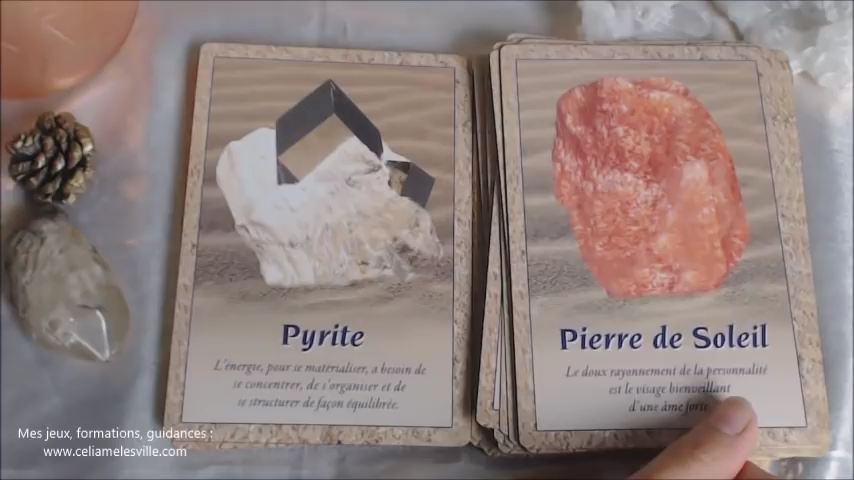 Pyrite
L'énergie, pour se matérialiser, a besoin de
se concentrer, de s'organiser et de
se structurer de façon équilibrée.
Pierre de Soleil
Le doux rayonnement de la personnalité
est le visage bienveillant
d'une âme forte
Mes jeux, formations, guidances :
www.celiamelesville.com